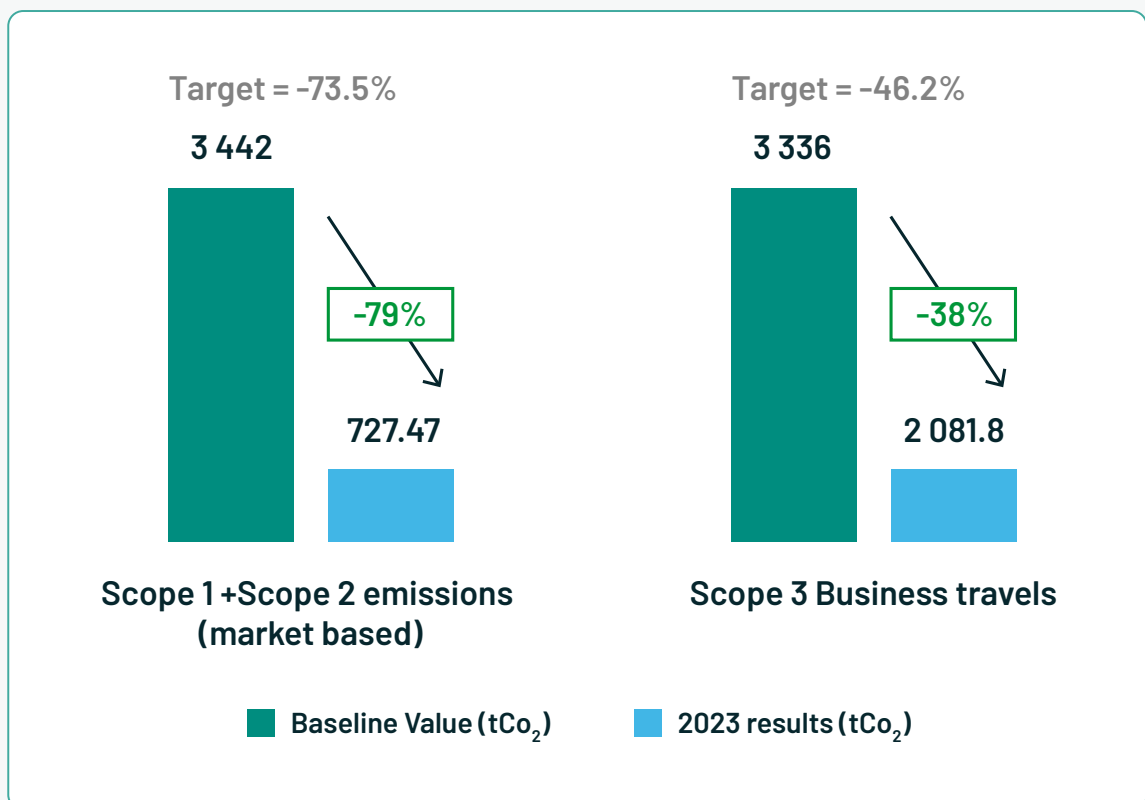 Target = -73.5%
3 442
-79%
727.47
Scope 1 +Scope 2 emissions
(market based)
Target = -46.2%
3 336
-38%
2 081.8
Scope 3 Business travels
Baseline Value (tCo₂)
2023 results (tCo₂)